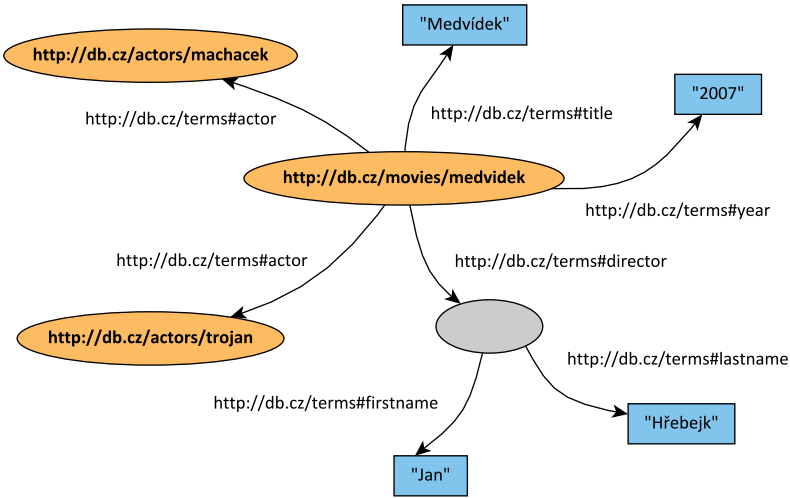 "Medvídek"
http://db.cz/actors/machacek
"2007"
http://db.cz/terms#actor
http://db.cz/terms#title
http://db.cz/movies/medvidek
http://db.cz/terms#year
http://db.cz/terms#actor
http://db.cz/terms#director
http://db.cz/actors/trojan
http://db.cz/terms#lastname
http://db.cz/terms#firstname
"Hřebejk"
"Jan"